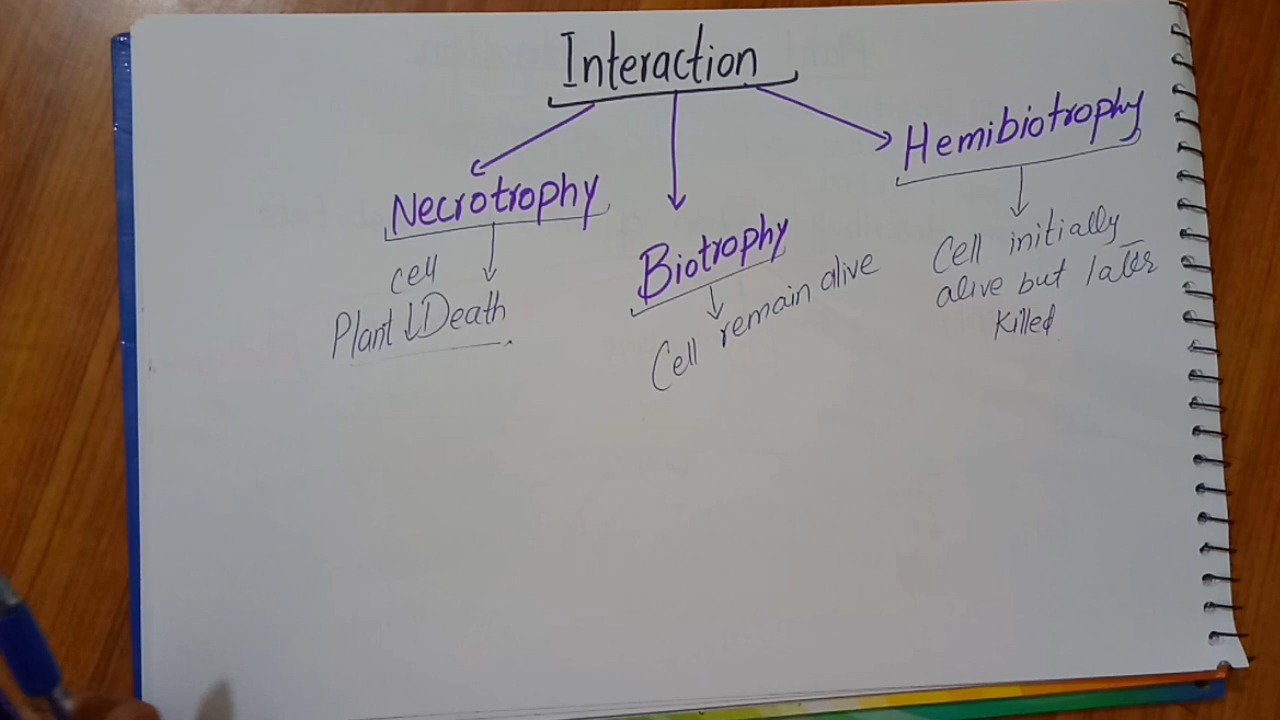 Interaction
Necrotrophy
cell
Plant Death
Biotrophy
Cell remain alive
Hemibiotrophy
Cell initially
alive but later
Killed.